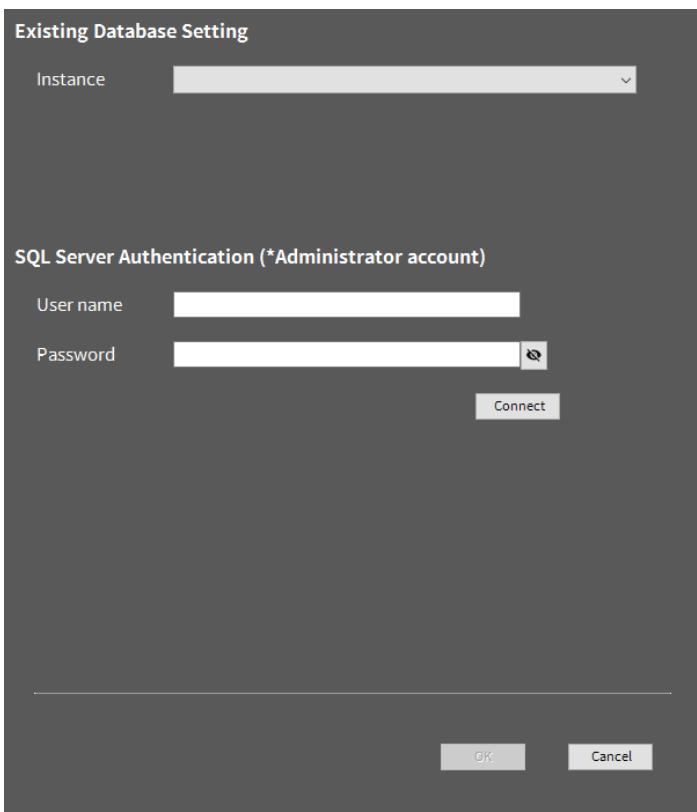 Existing Database Setting
Instance
SQL Server Authentication (*Administrator account)
User name
Password
Connect
OK
Cancel